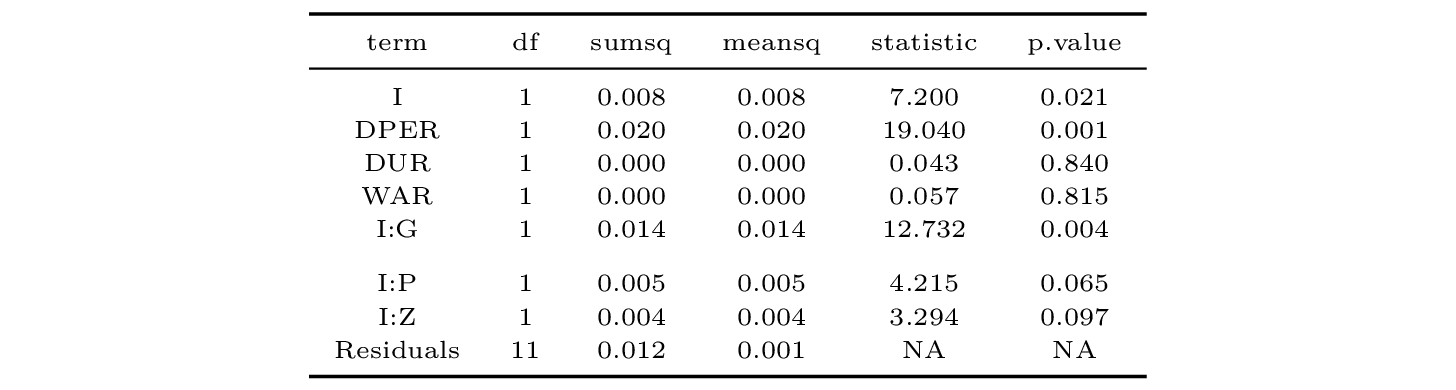 term df sumsq meansq statistic p.value
I 1 0.008 0.008 7.200 0.021
DPER 1 0.020 0.020 19.040 0.001
DUR 1 0.000 0.000 0.043 0.840
WAR 1 0.000 0.000 0.057 0.815
I:G 1 0.014 0.014 12.732 0.004
I:P 1 0.005 0.005 4.215 0.065
I:Z 1 0.004 0.004 3.294 0.097
Residuals 11 0.012 0.001 NA NA